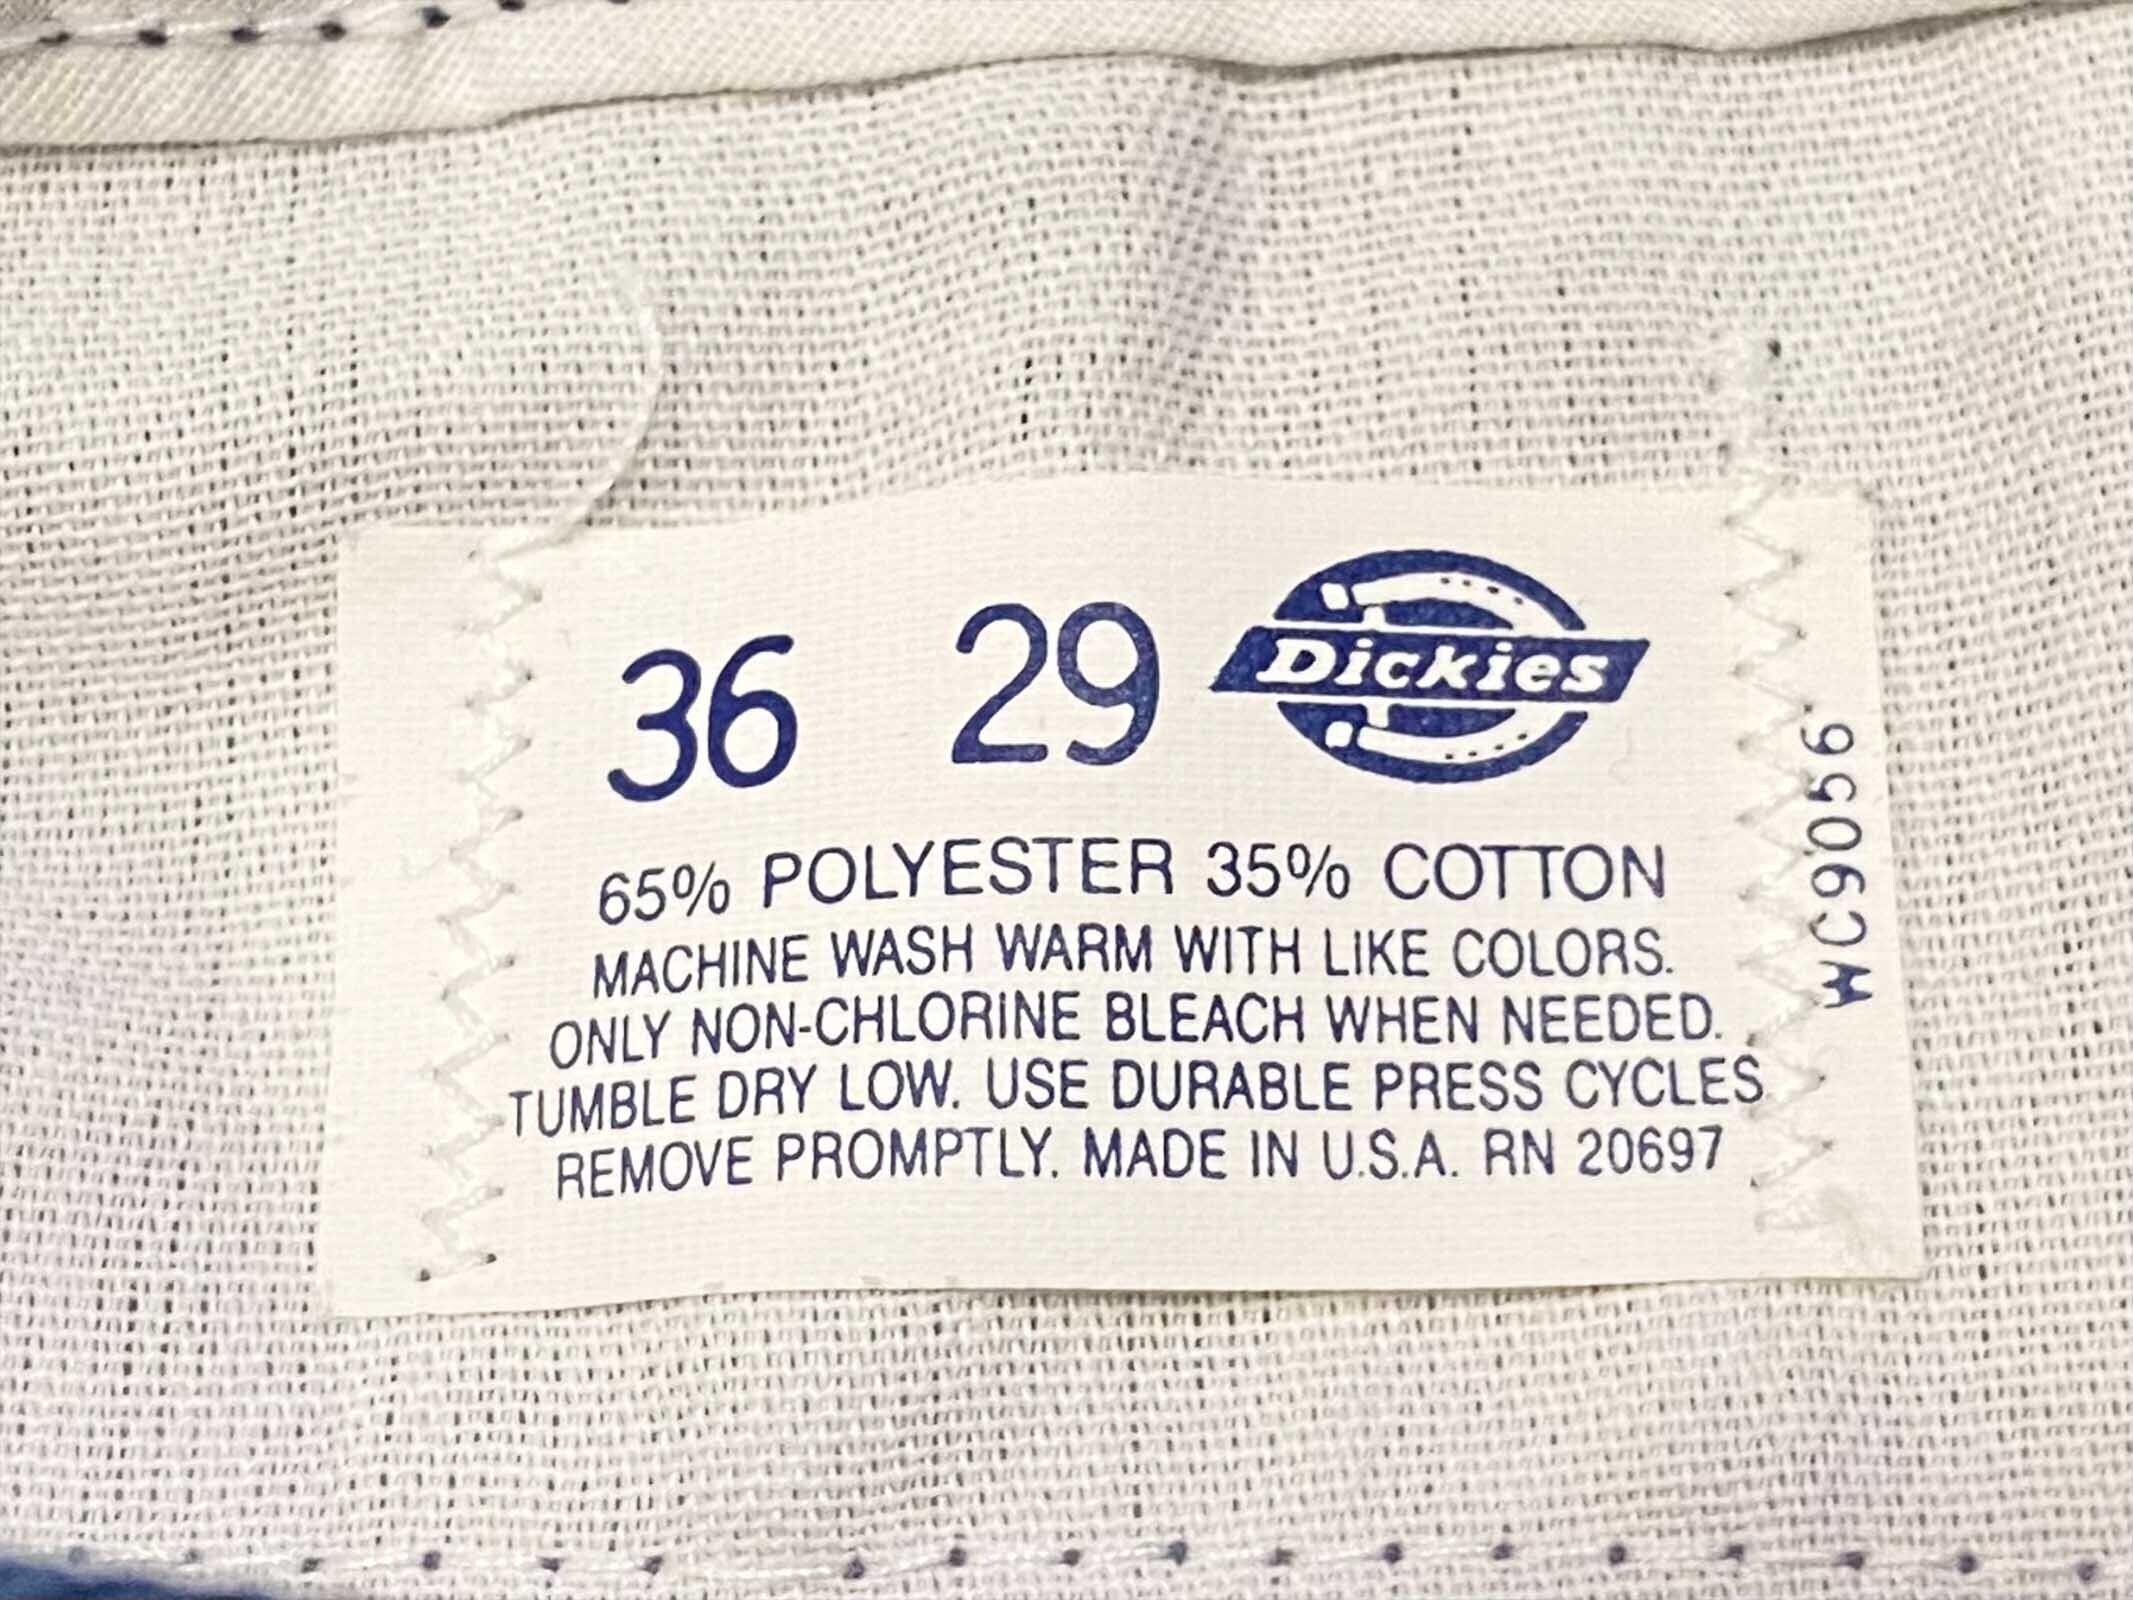 36 29 Dickies
65% POLYESTER 35% COTTON
MACHINE WASH WARM WITH LIKE COLORS.
ONLY NON-CHLORINE BLEACH WHEN NEEDED.
TUMBLE DRY LOW. USE DURABLE PRESS CYCLES
REMOVE PROMPTLY. MADE IN U.S.A. RN 20697
WC9056